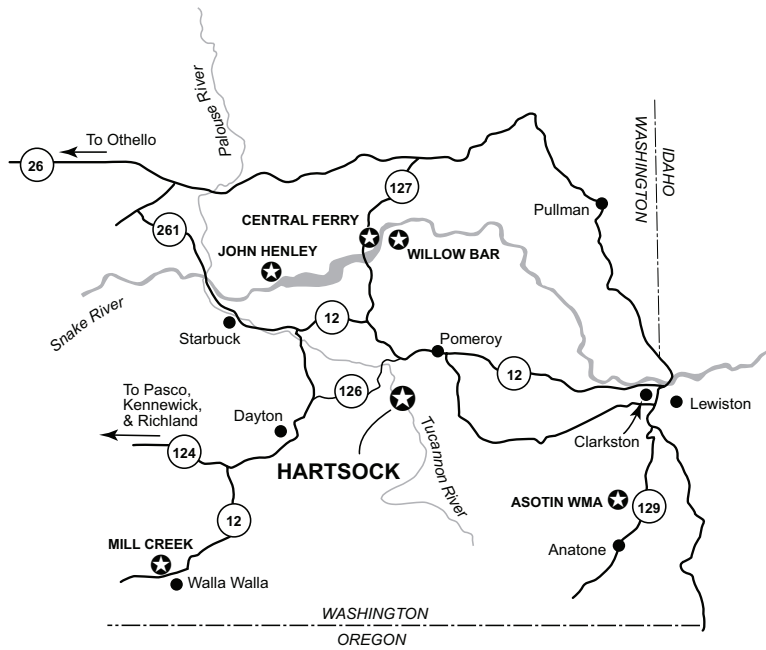 Palouse River
To Othello
26
127
WASHINGTON
IDAHO
Pullman
CENTRAL FERRY
261
JOHN HENLEY
WILLOW BAR
Snake River
12
Starbuck
Pomeroy
12
To Pasco,
Kennewick,
& Richland
126
Lewiston
Dayton
Clarkston
124
Tucannon River
HARTSOCK
ASOTIN WMA
129
12
MILL CREEK
Anatone
Walla Walla
WASHINGTON
OREGON